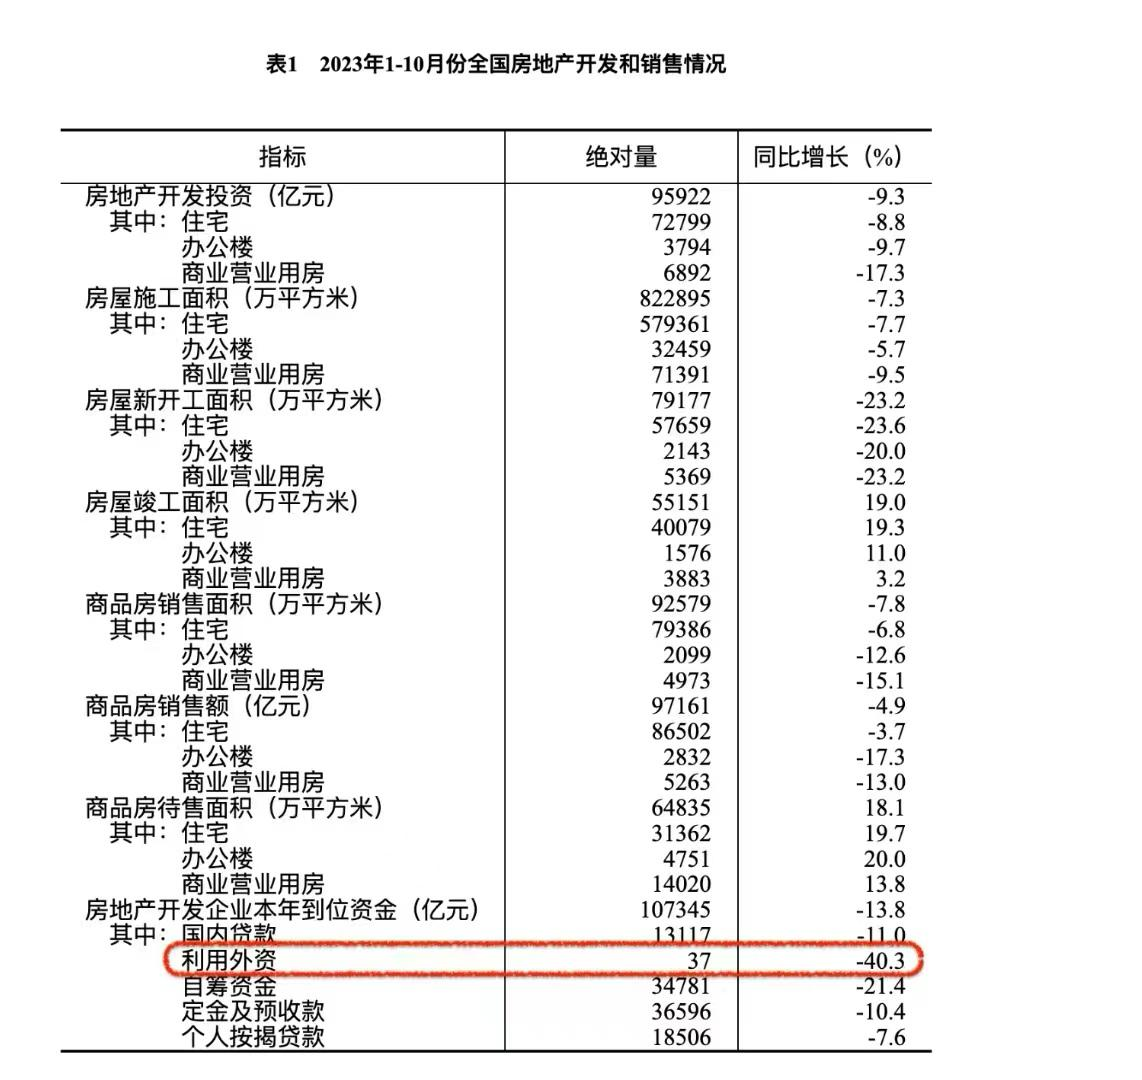 表1 2023年1-10月份全国房地产开发和销售情况
指标 绝对量 同比增长（%）
房地产开发投资（亿元） 95922 -9.3
其中：住宅 72799 -8.8
办公楼 3794 -9.7
商业营业用房 6892 -17.3
房屋施工面积（万平方米） 822895 -7.3
其中：住宅 579361 -7.7
办公楼 32459 -5.7
商业营业用房 71391 -9.5
房屋新开工面积（万平方米） 79177 -23.2
其中：住宅 57659 -23.6
办公楼 2143 -20.0
商业营业用房 5369 -23.2
房屋竣工面积（万平方米） 55151 19.0
其中：住宅 40079 19.3
办公楼 1576 11.0
商业营业用房 3883 3.2
商品房销售面积（万平方米） 92579 -7.8
其中：住宅 79386 -6.8
办公楼 2099 -12.6
商业营业用房 4973 -15.1
商品房销售额（亿元） 97161 -4.9
其中：住宅 86502 -3.7
办公楼 2832 -17.3
商业营业用房 5263 -13.0
商品房待售面积（万平方米） 64835 18.1
其中：住宅 31362 19.7
办公楼 4751 20.0
商业营业用房 14020 13.8
房地产开发企业本年到位资金（亿元） 107345 -13.8
其中：国内贷款 13117 -11.0
利用外资 37 -40.3
自筹资金 34781 -21.4
定金及预收款 36596 -10.4
个人按揭贷款 18506 -7.6